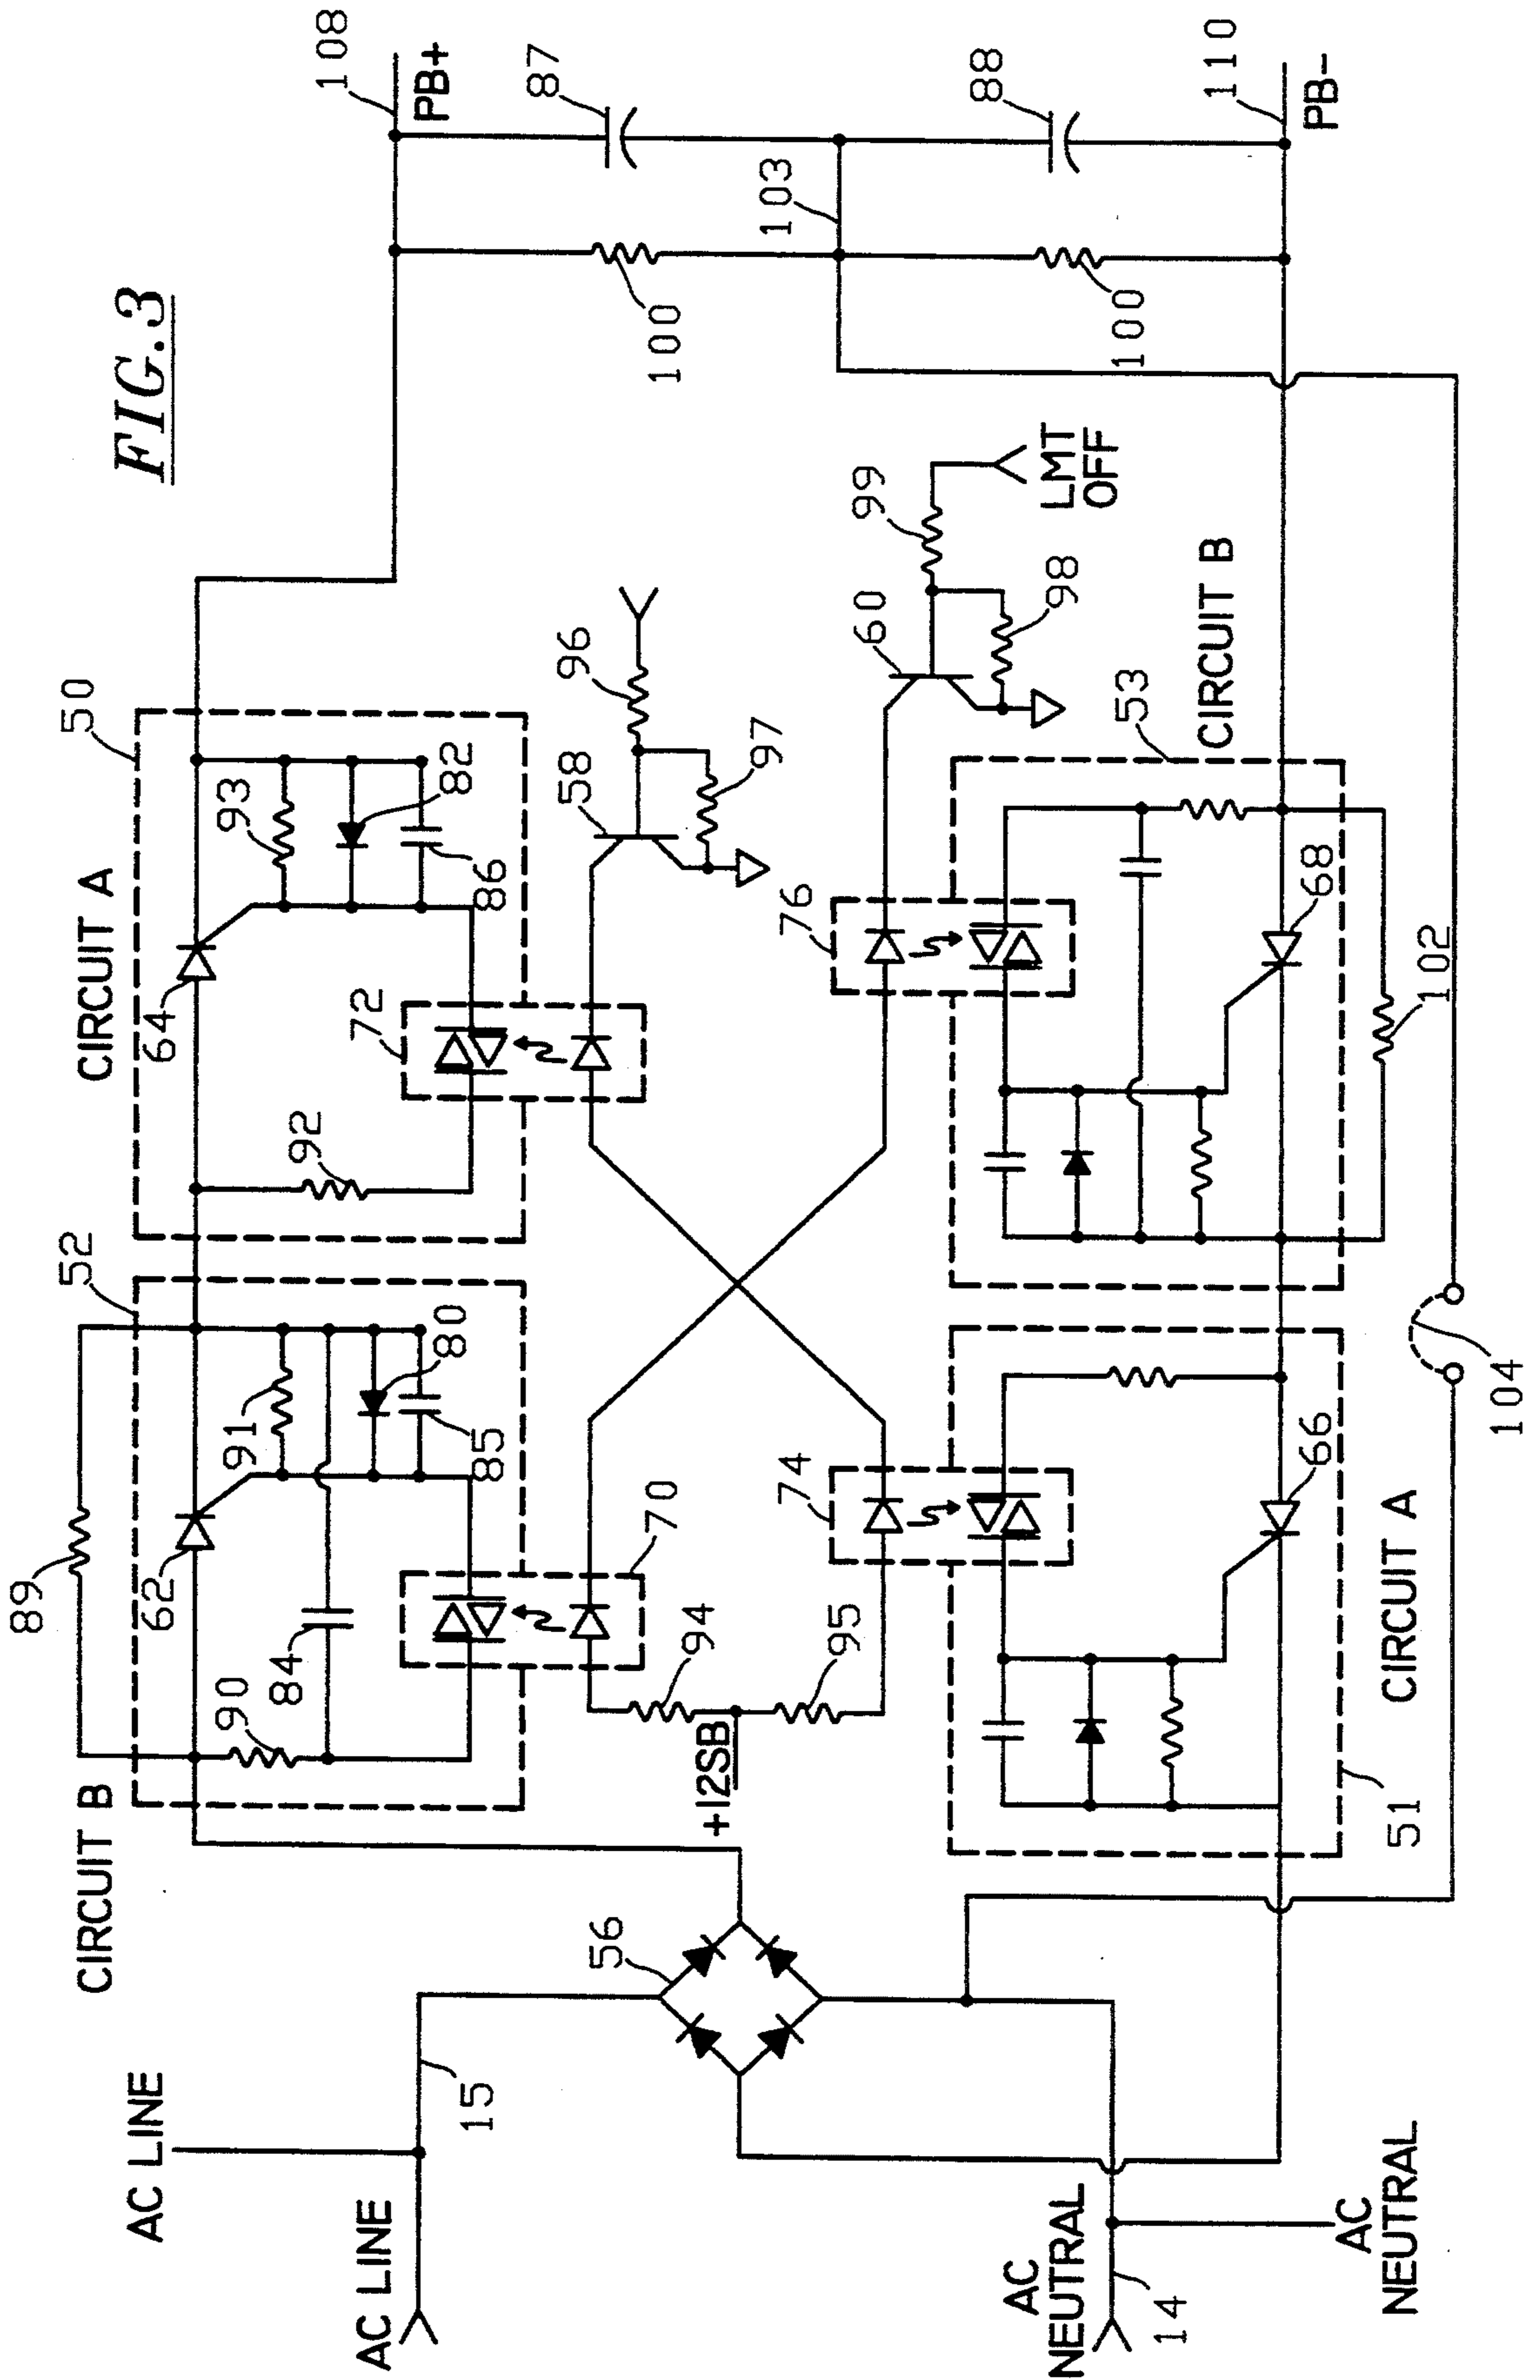 FIG. 3
CIRCUIT B
52
89
62
90
84
91
80
85
70
CIRCUIT A
50
64
92
72
93
82
86
108
PB+
87
100
103
88
100
110
PB-
AC LINE
AC LINE
15
56
+12SB
94
95
58
96
97
60
99
98
LMT
OFF
74
76
66
68
51
CIRCUIT A
53
CIRCUIT B
102
104
AC
NEUTRAL
14
AC
NEUTRAL